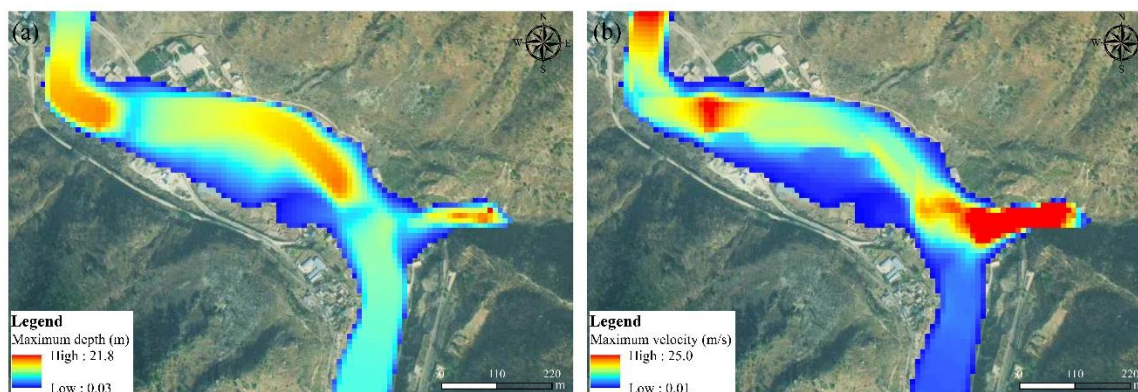 (a)
N
W E
S
Legend
Maximum depth (m)
High : 21.8
Low : 0.03
0 110 220
m
(b)
N
W E
S
Legend
Maximum velocity (m/s)
High : 25.0
Low : 0.01
0 110 220
m